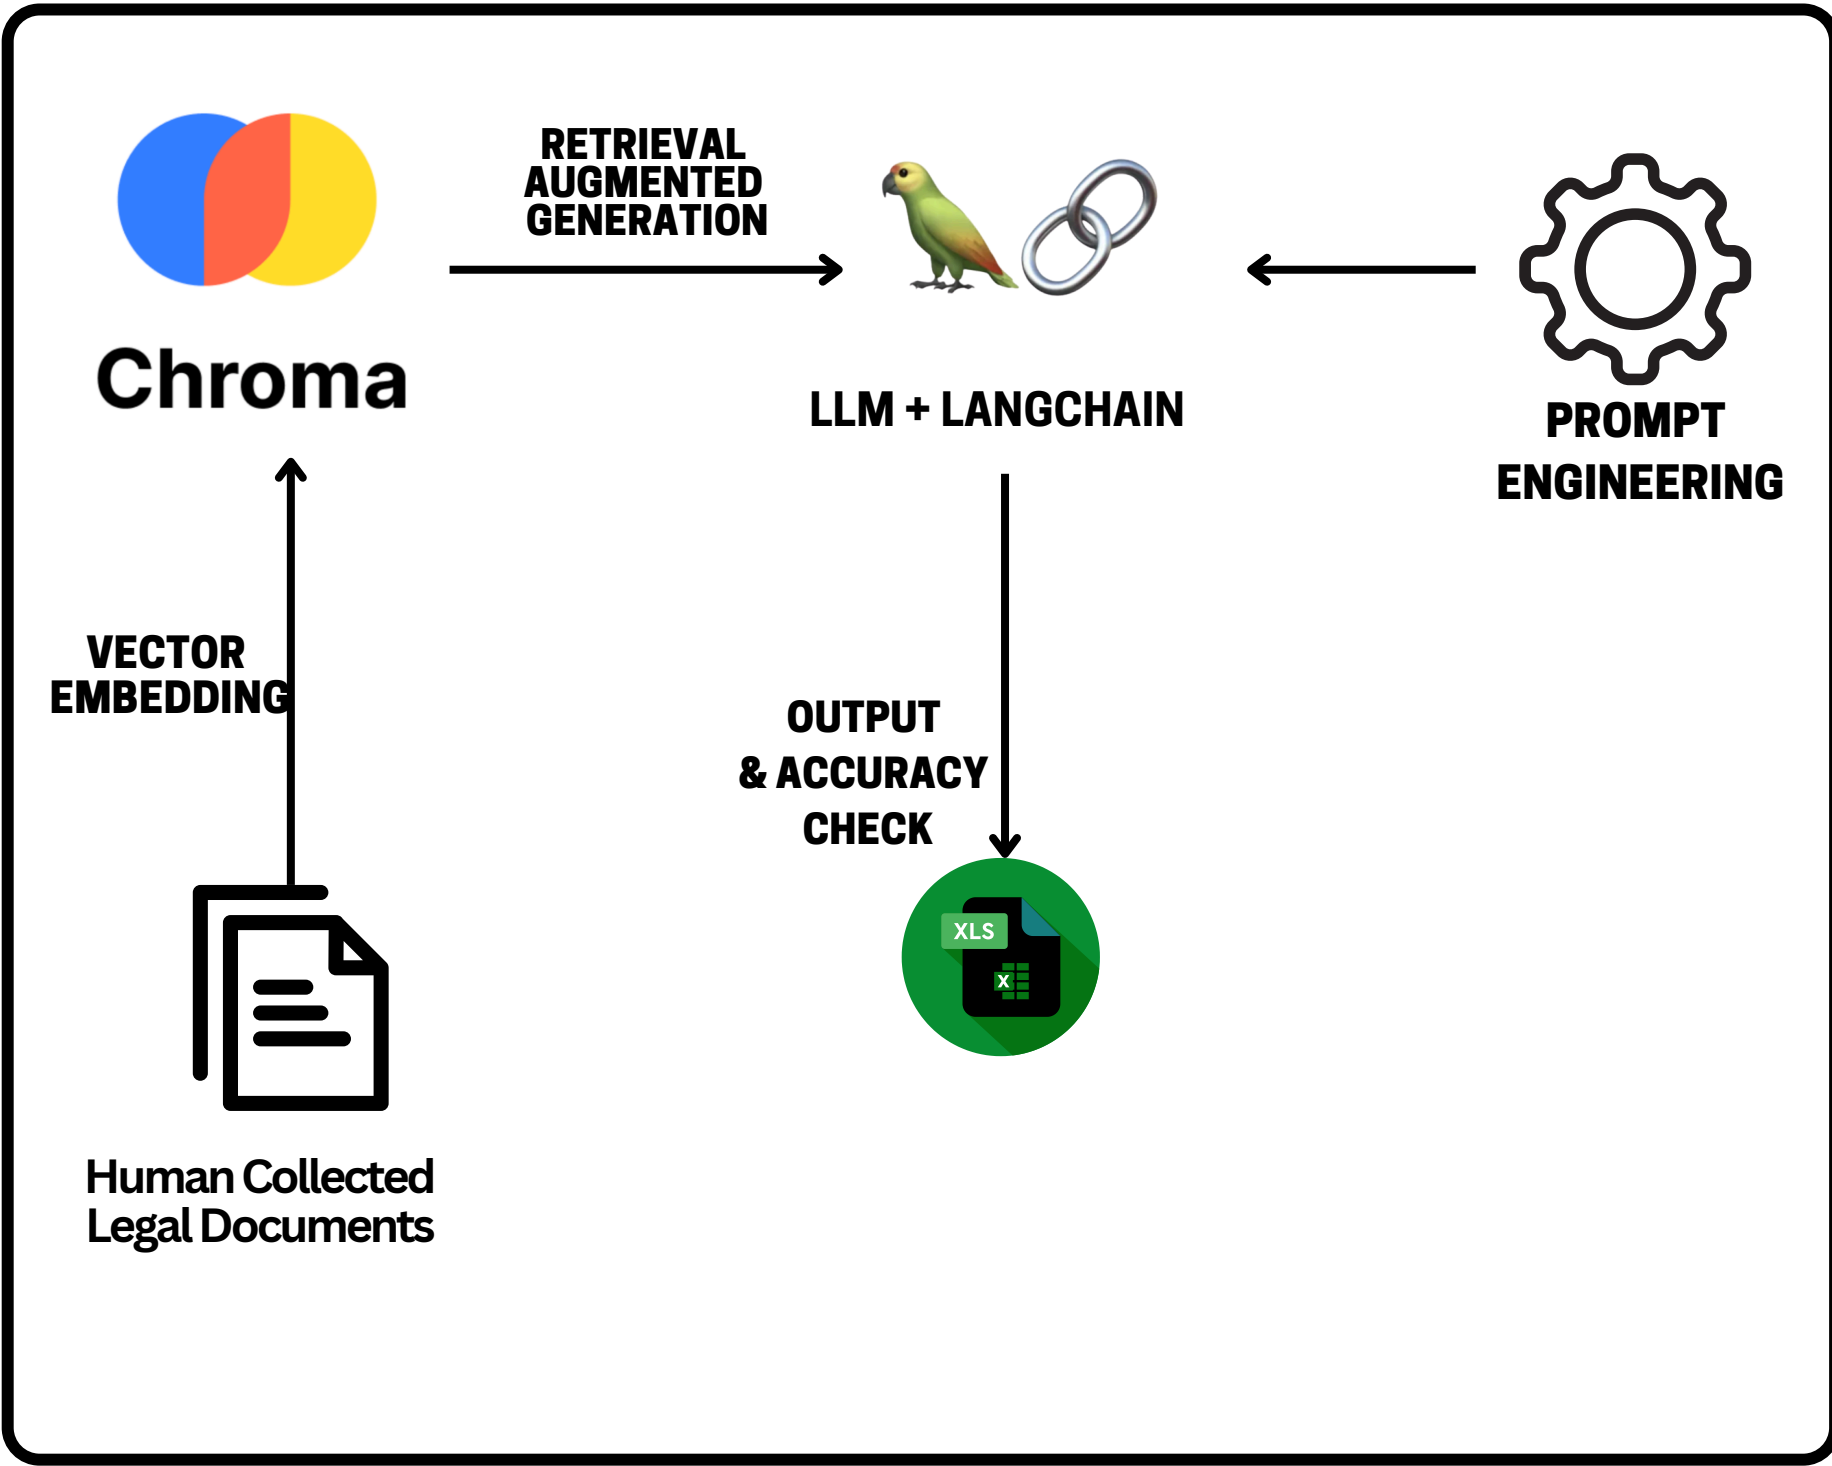 RETRIEVAL
AUGMENTED
GENERATION
Chroma
LLM + LANGCHAIN
PROMPT
ENGINEERING
VECTOR
EMBEDDING
OUTPUT
& ACCURACY
CHECK
XLS
X
Human Collected
Legal Documents